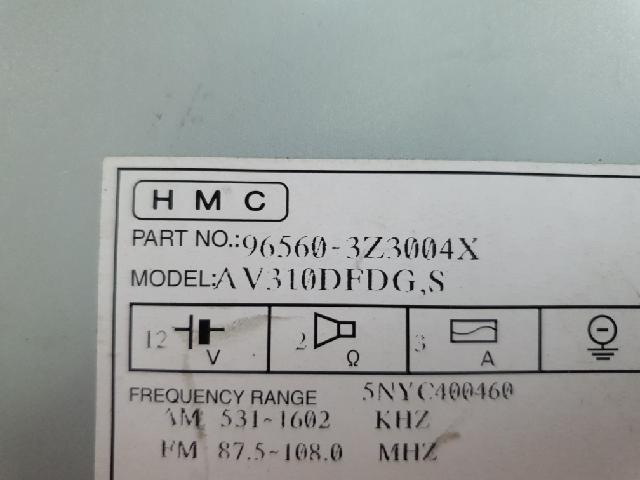 HMC
PART NO.:96560-3Z3004X
MODEL:AV310DFDG,S
12 V 2 Ω 3 A
FREQUENCY RANGE 5NYC400460
AM 531~1602 KHZ
FM 87.5~108.0 MHZ